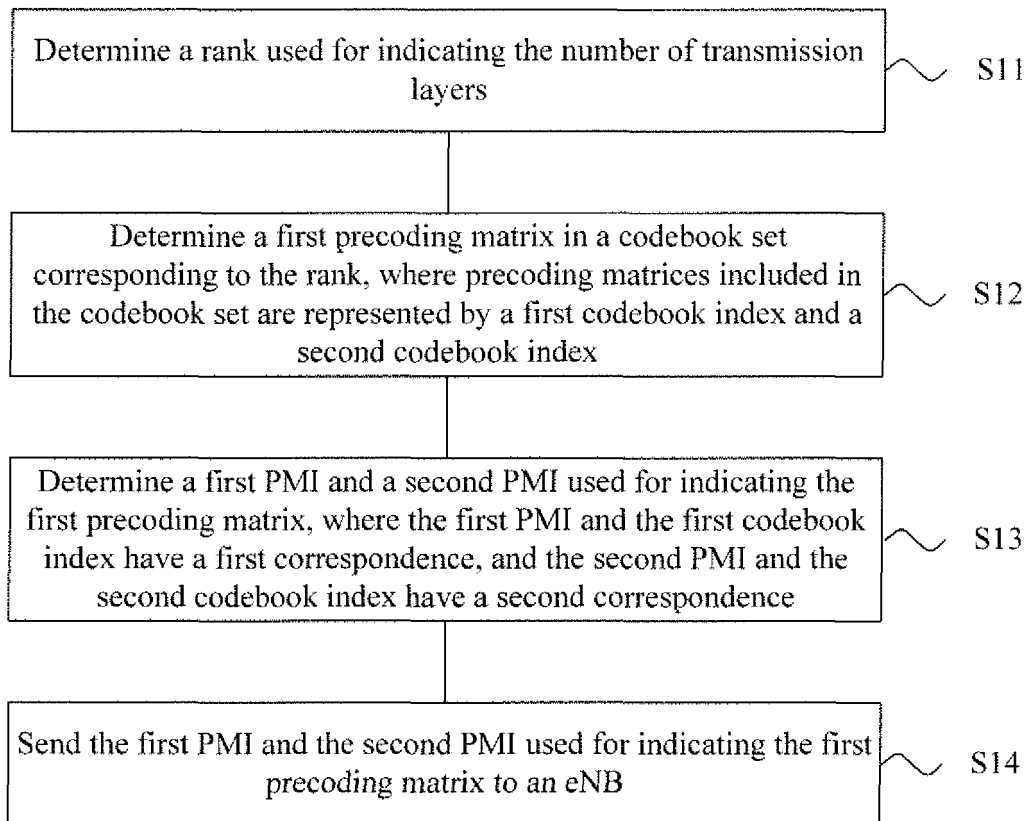 Determine a rank used for indicating the number of transmission
layers
S11
Determine a first precoding matrix in a codebook set
corresponding to the rank, where precoding matrices included in
the codebook set are represented by a first codebook index and a
second codebook index
S12
Determine a first PMI and a second PMI used for indicating the
first precoding matrix, where the first PMI and the first codebook
index have a first correspondence, and the second PMI and the
second codebook index have a second correspondence
S13
Send the first PMI and the second PMI used for indicating the first
precoding matrix to an eNB
S14